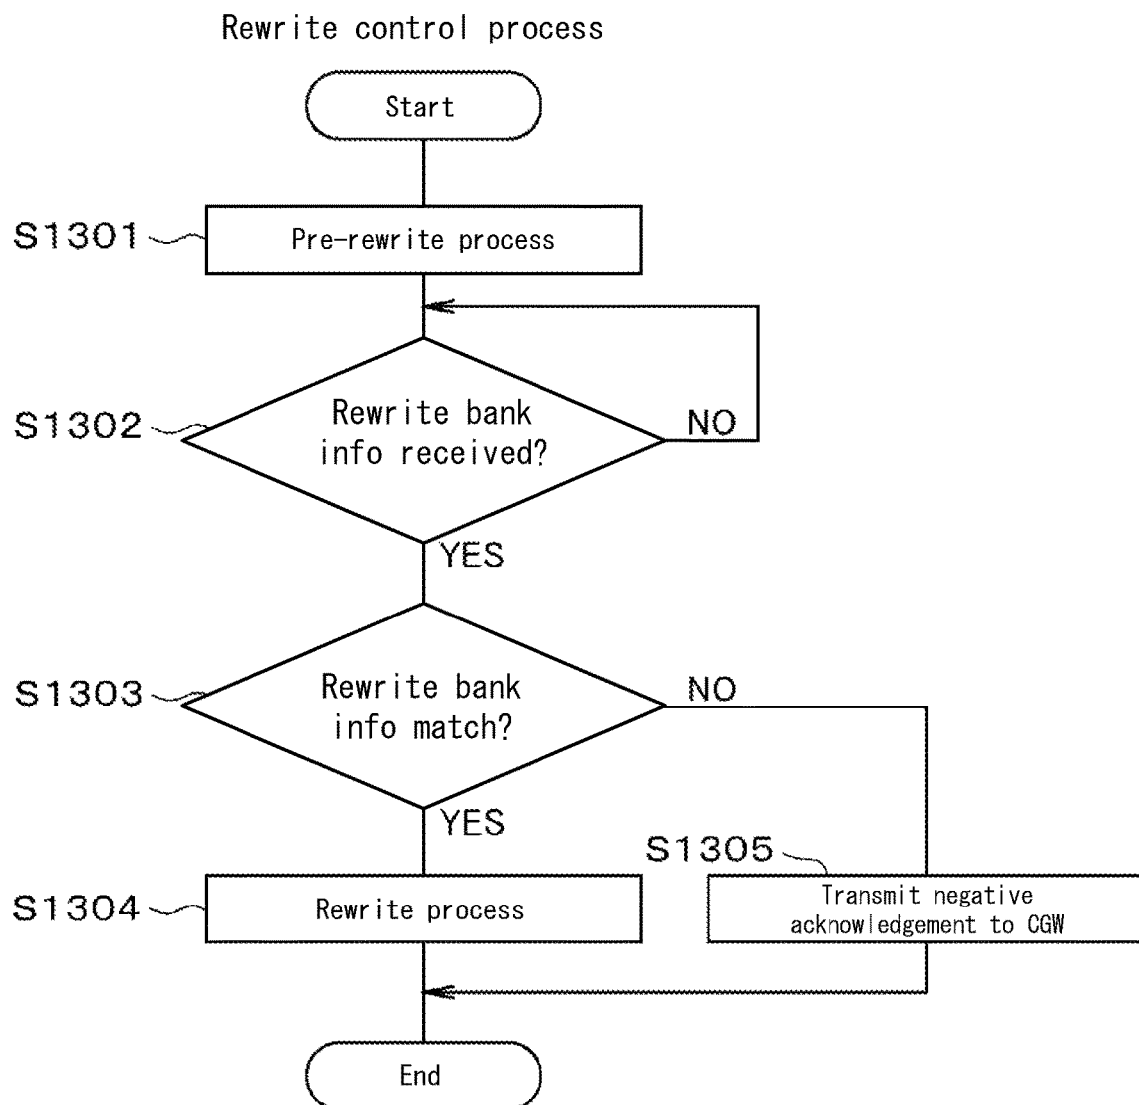 Rewrite control process
Start
S1301
Pre-rewrite process
S1302
Rewrite bank
info received?
NO
YES
S1303
Rewrite bank
info match?
NO
YES
S1304
Rewrite process
S1305
Transmit negative
acknowledgement to CGW
End